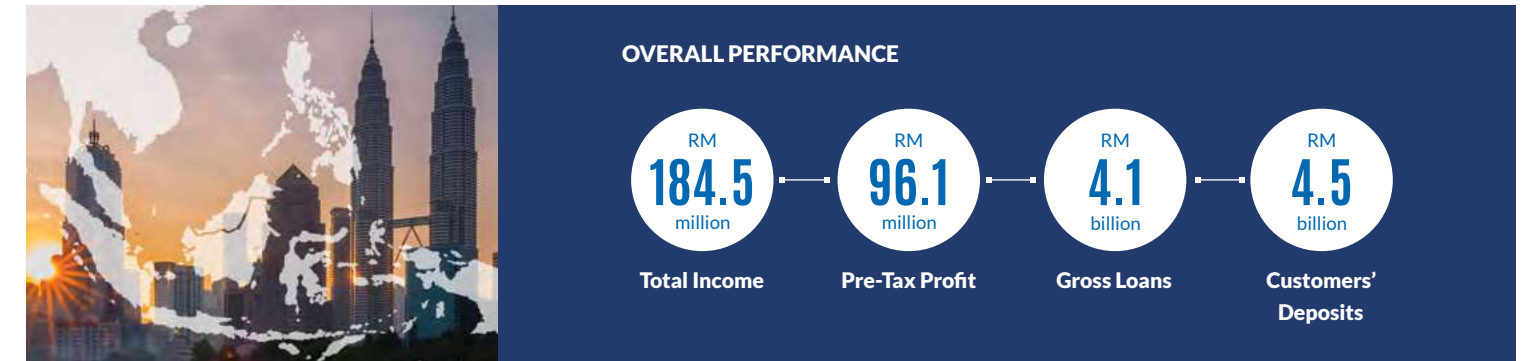 OVERALL PERFORMANCE
RM
184.5
million
Total Income
RM
96.1
million
Pre-Tax Profit
RM
4.1
billion
Gross Loans
RM
4.5
billion
Customers’
Deposits